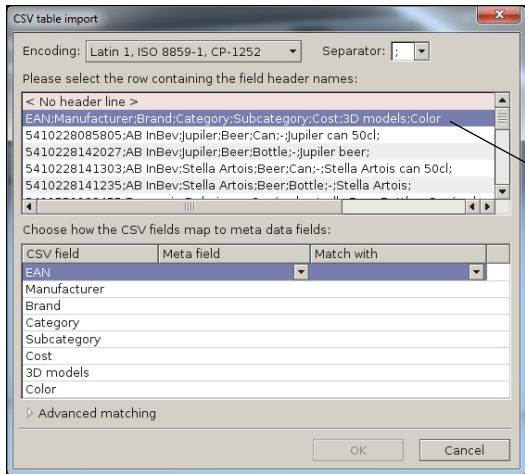 CSV table import
Encoding: Latin 1, ISO 8859-1, CP-1252 Separator: ;
Please select the row containing the field header names:
< No header line >
EAN;Manufacturer;Brand;Category;Subcategory;Cost;3D models;Color
5410228085805;AB InBev;Jupiler;Beer;Can;-;Jupiler can 50cl;
5410228142027;AB InBev;Jupiler;Beer;Bottle;-;Jupiler beer;
5410228141303;AB InBev;Stella Artois;Beer;Can;-;Stella Artois can 50cl;
5410228141235;AB InBev;Stella Artois;Beer;Bottle;-;Stella Artois;
Choose how the CSV fields map to meta data fields:
CSV field Meta field Match with
EAN
Manufacturer
Brand
Category
Subcategory
Cost
3D models
Color
Advanced matching
OK Cancel